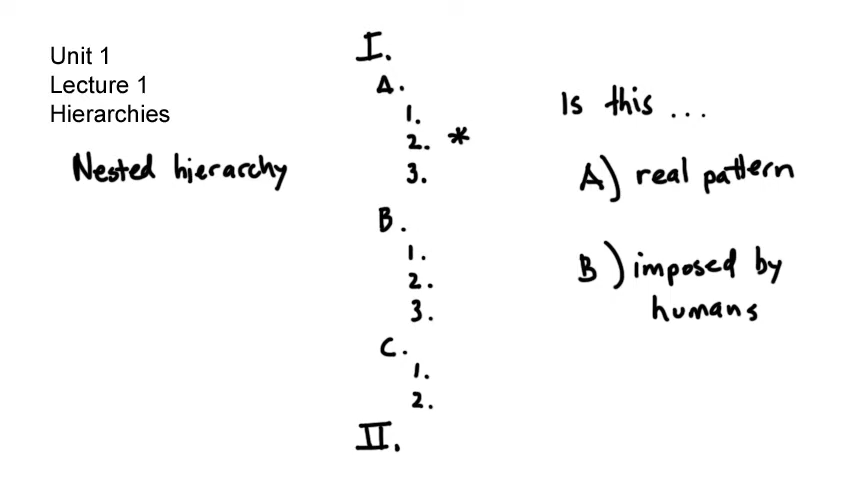 Unit 1
Lecture 1
Hierarchies
Nested hierarchy
I.
A.
1.
2. *
3.
B.
1.
2.
3.
C.
1.
2.
II.
Is this ...
A) real pattern
B) imposed by
humans